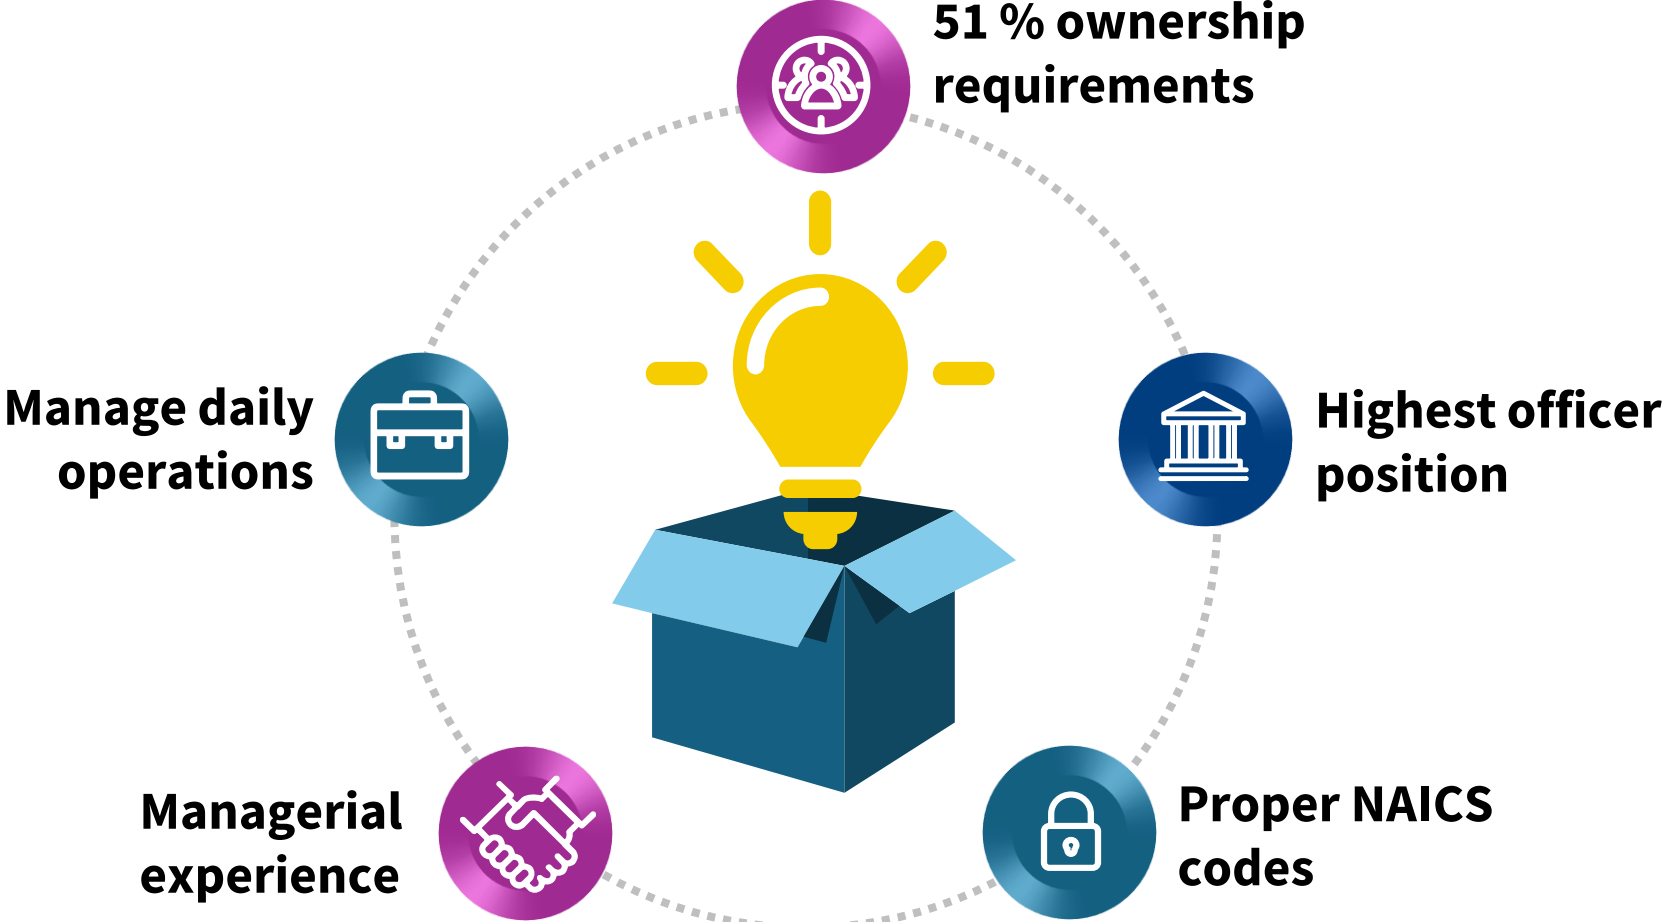 51 % ownership
requirements
Manage daily
operations
Highest officer
position
Managerial
experience
Proper NAICS
codes